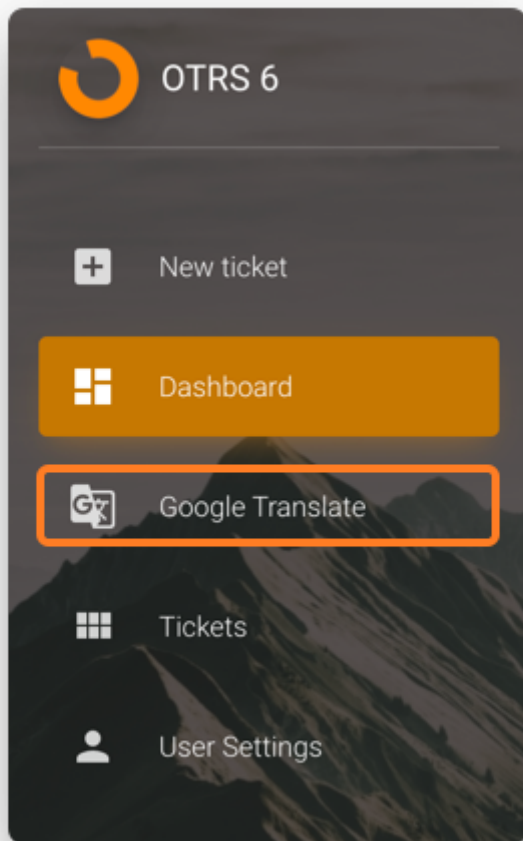 OTRS 6
New ticket
Dashboard
Google Translate
Tickets
User Settings